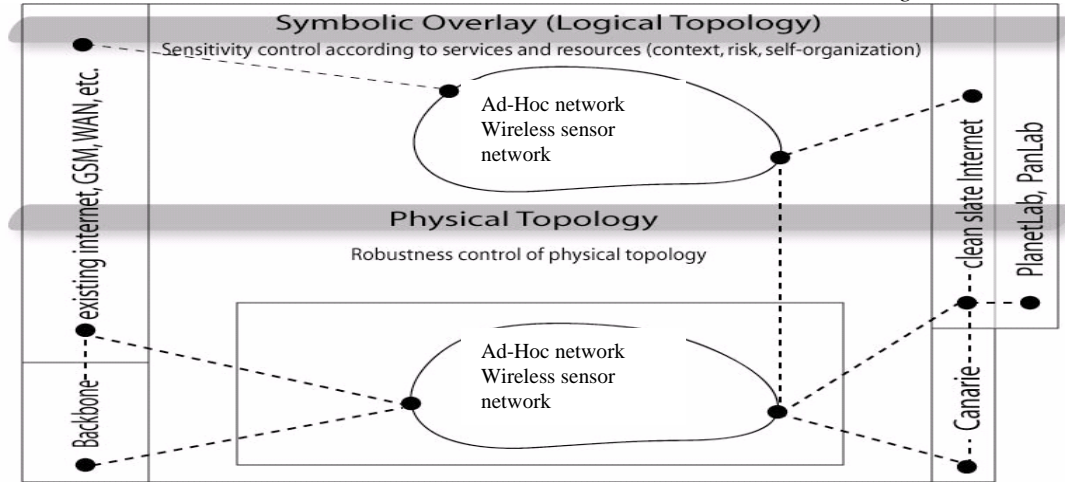 Symbolic Overlay (Logical Topology)
Sensitivity control according to services and resources (context, risk, self-organization)
existing internet, GSM, WAN, etc.
Ad-Hoc network
Wireless sensor
network
clean slate Internet
PlanetLab, PanLab
Physical Topology
Robustness control of physical topology
Backbone
Ad-Hoc network
Wireless sensor
network
Canarie